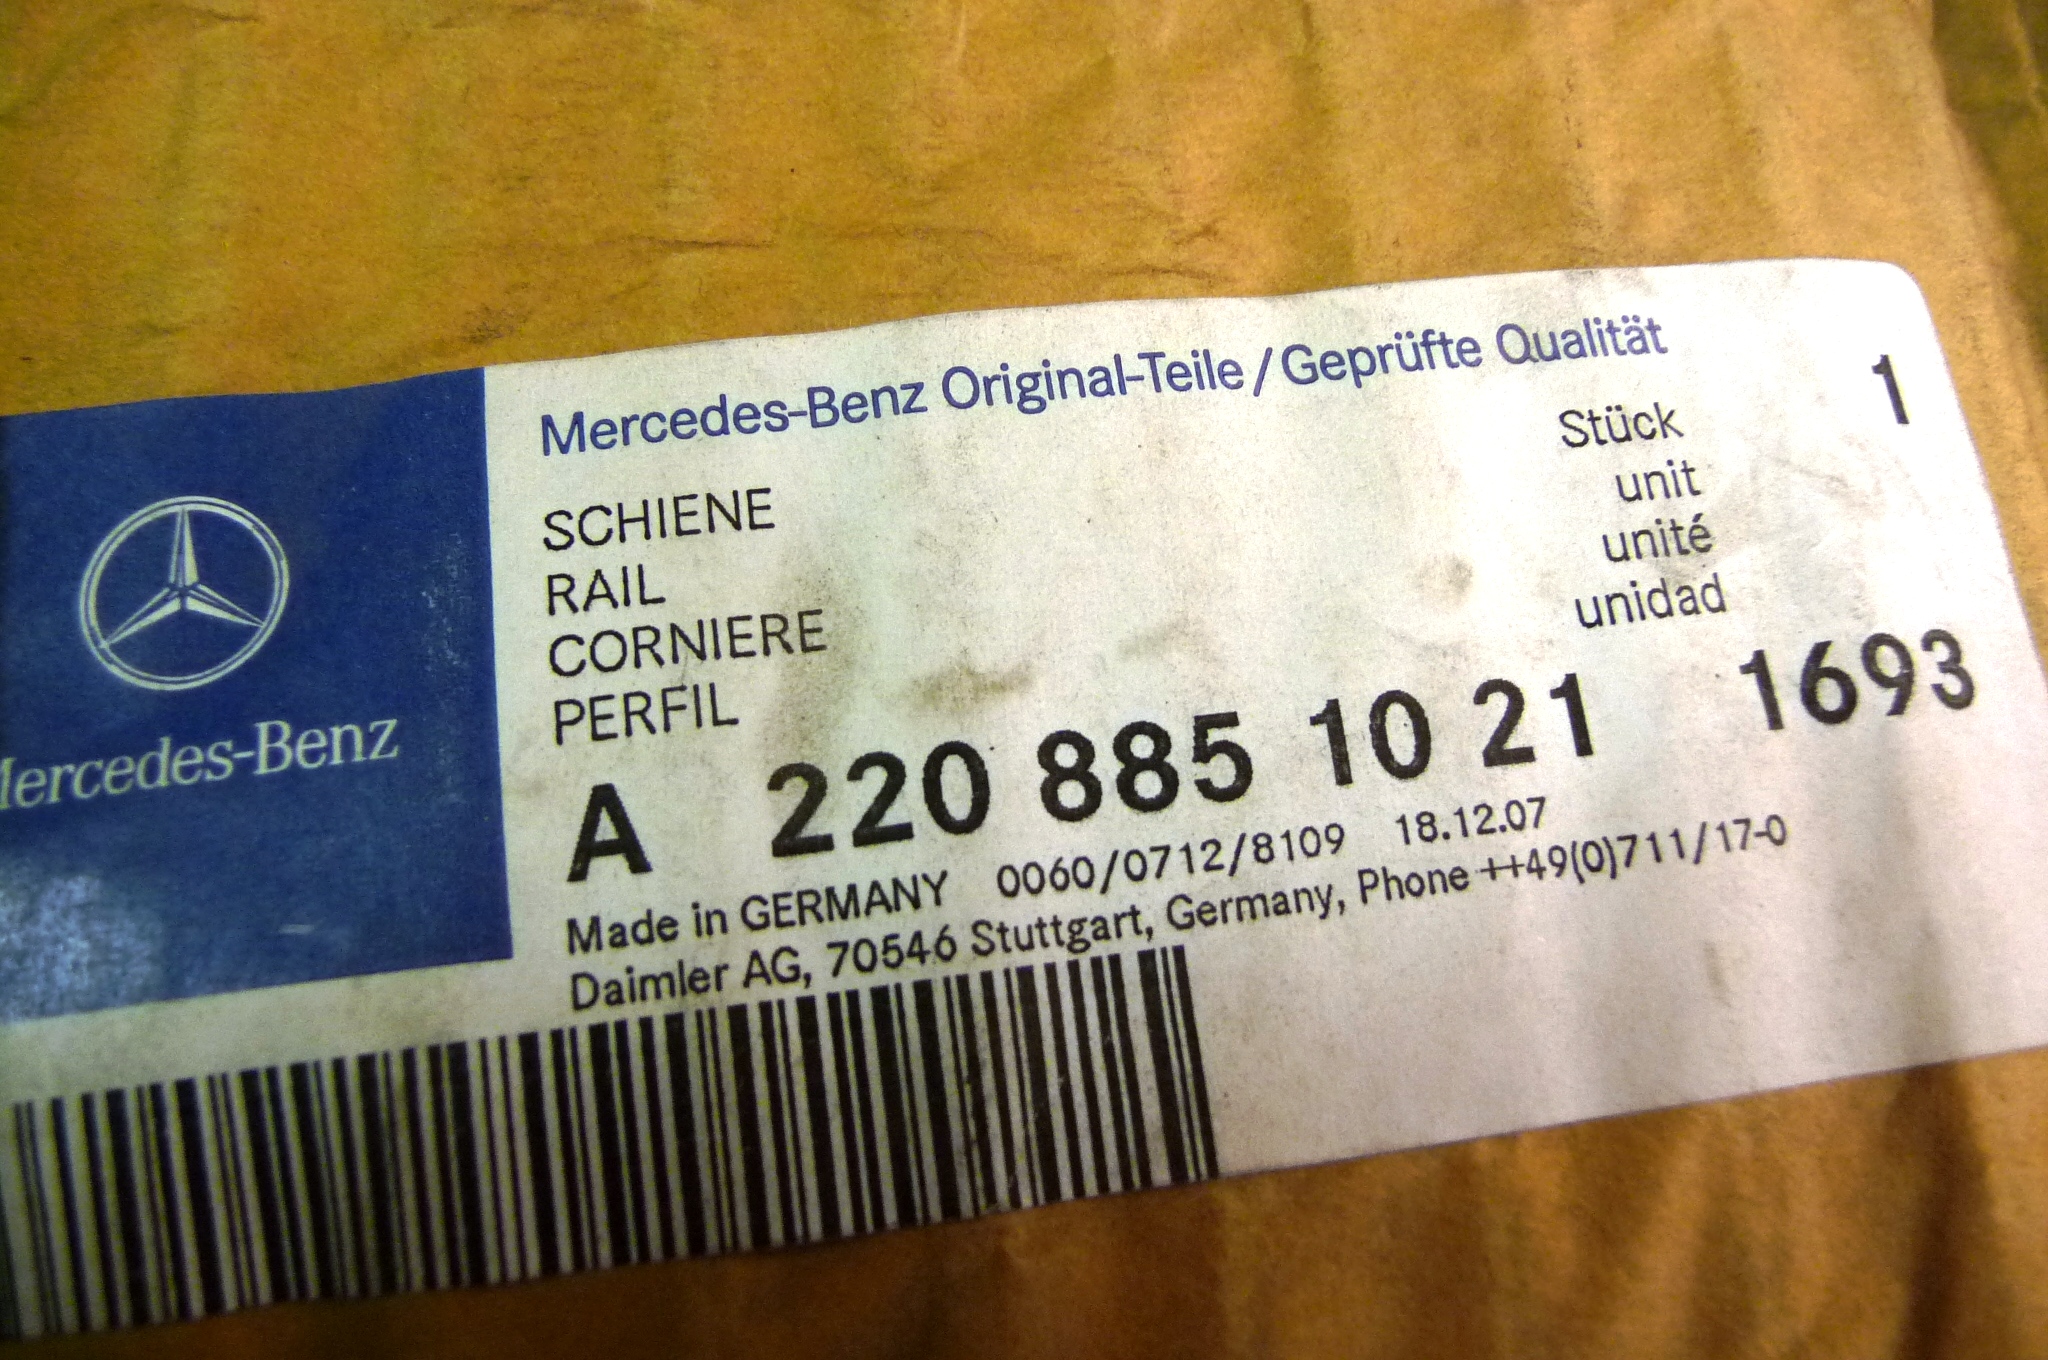 Mercedes-Benz Original-Teile/Geprüfte Qualität
SCHIENE
RAIL
CORNIERE
PERFIL
Stück 1
unit
unité
unidad
A 220 885 10 21 1693
Made in GERMANY 0060/0712/8109 18.12.07
Daimler AG, 70546 Stuttgart, Germany, Phone ++49(0)711/17-0
Mercedes-Benz